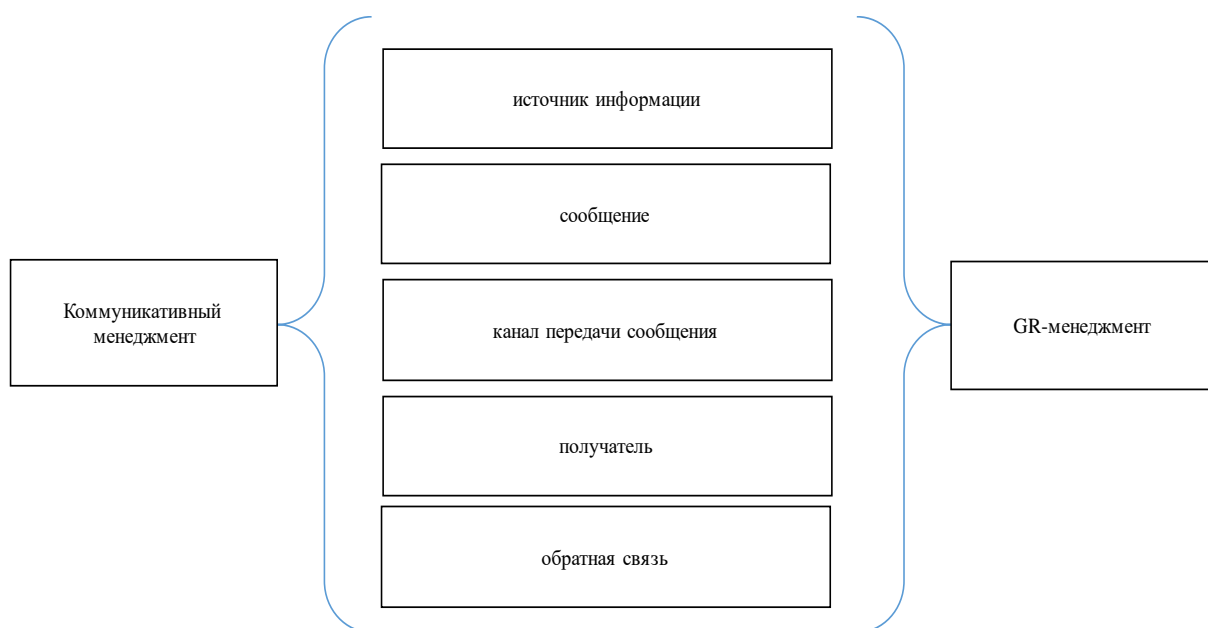 источник информации
сообщение
Коммуникативный
менеджмент
канал передачи сообщения
GR-менеджмент
получатель
обратная связь